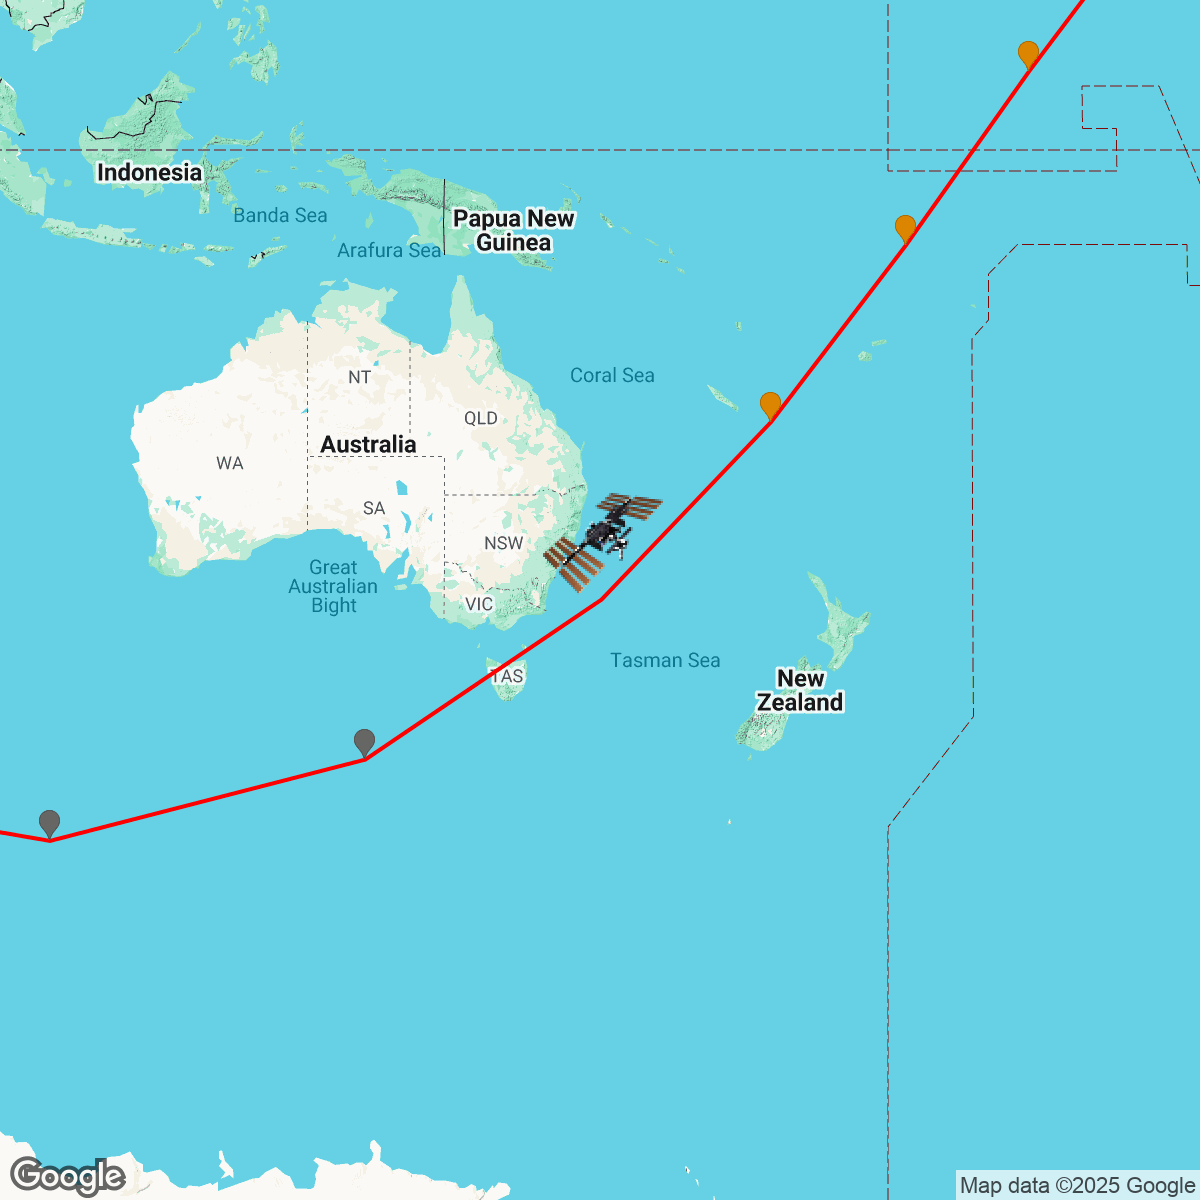 Indonesia
Banda Sea
Papua New
Guinea
Arafura Sea
NT
Coral Sea
QLD
Australia
WA
SA
NSW
Great
Australian
Bight
VIC
Tasman Sea
TAS
New
Zealand
Google
Map data ©2025 Google